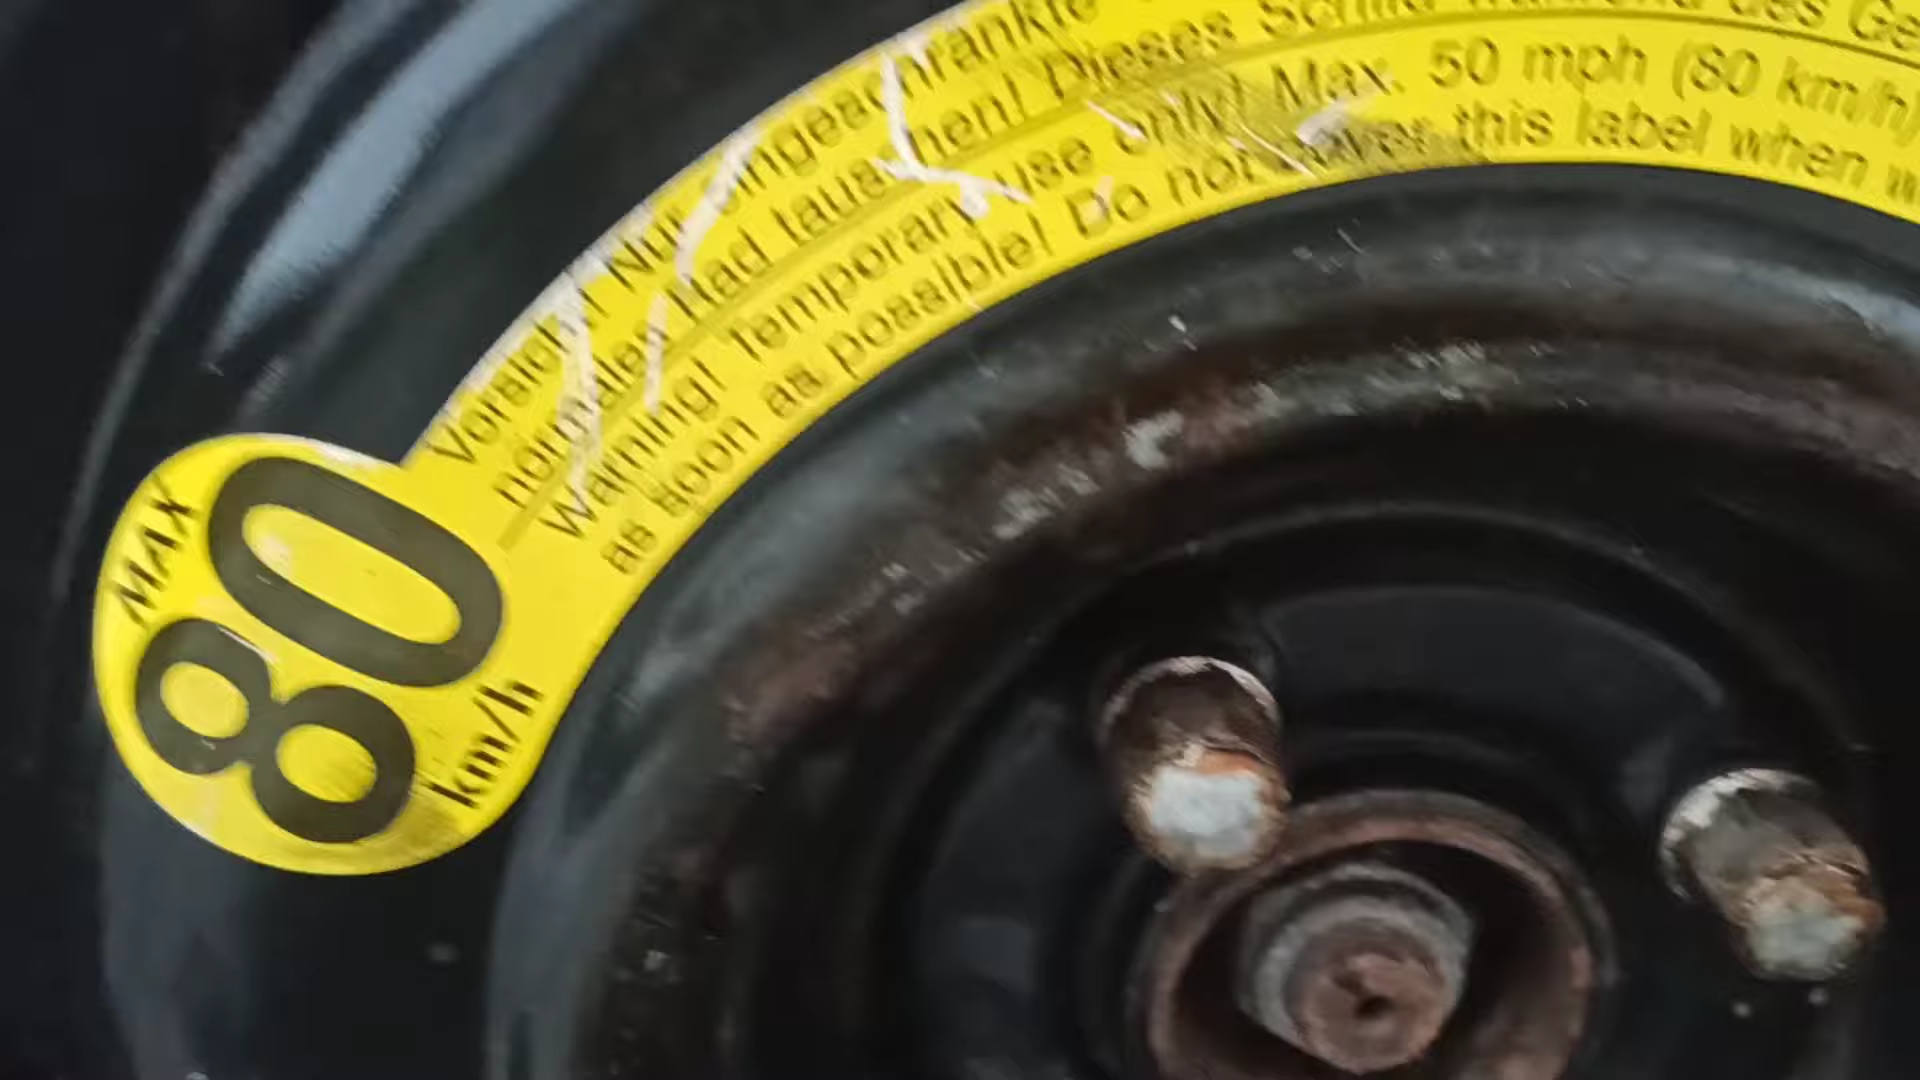 MAX
80
km/h
Vorsicht! Nur eingeschränkte
normales Rad tauschen! Dieses Schild während des Ge
Warning! Temporary use only! Max. 50 mph (80 km/h)
as soon as possible! Do not cover this label when